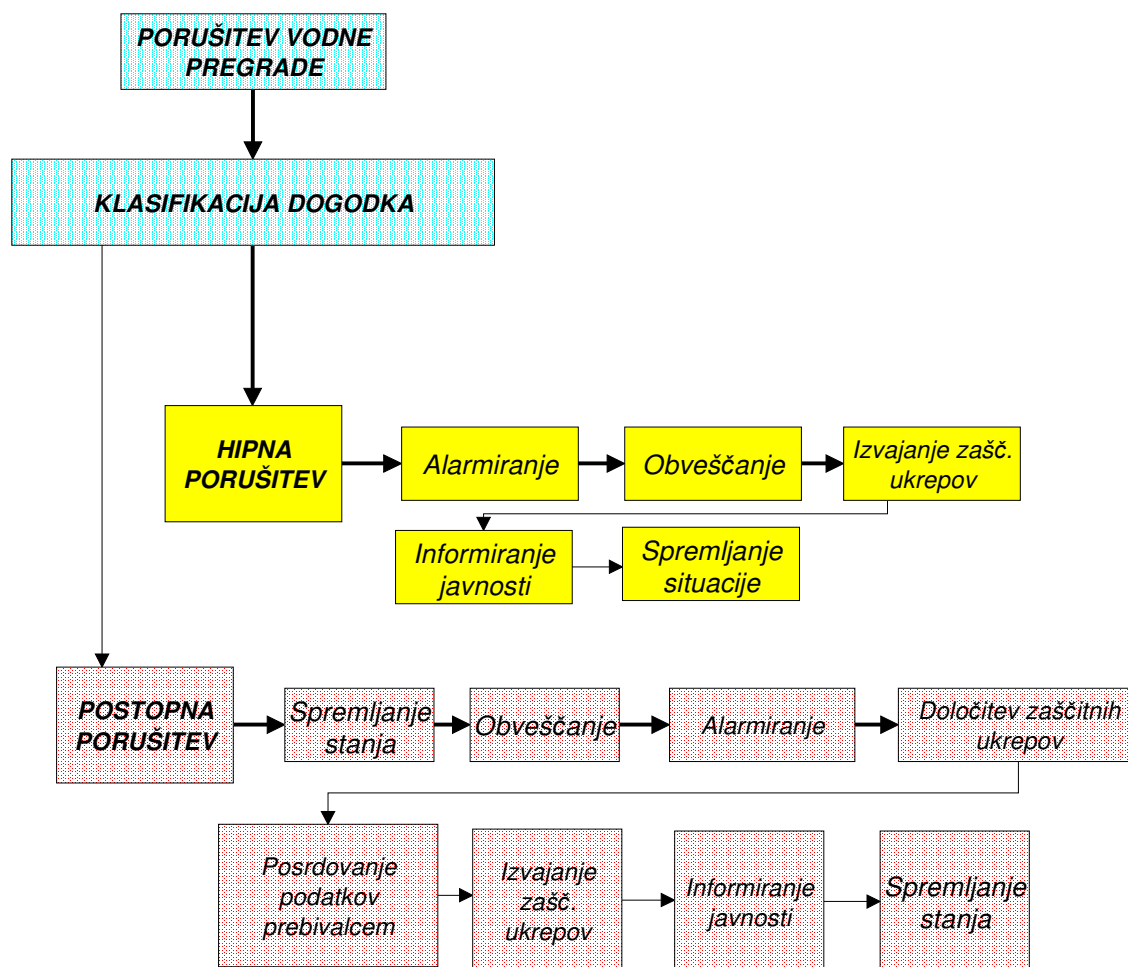 PORUŠITEV VODNE
PREGRADE
KLASIFIKACIJA DOGODKA
HIPNA
PORUŠITEV
Alarmiranje
Obveščanje
Izvajanje zašč.
ukrepov
Informiranje
javnosti
Spremljanje
situacije
POSTOPNA
PORUŠITEV
Spremljanje
stanja
Obveščanje
Alarmiranje
Določitev zaščitnih
ukrepov
Posrdovanje
podatkov
prebivalcem
Izvajanje
zašč.
ukrepov
Informiranje
javnosti
Spremljanje
stanja